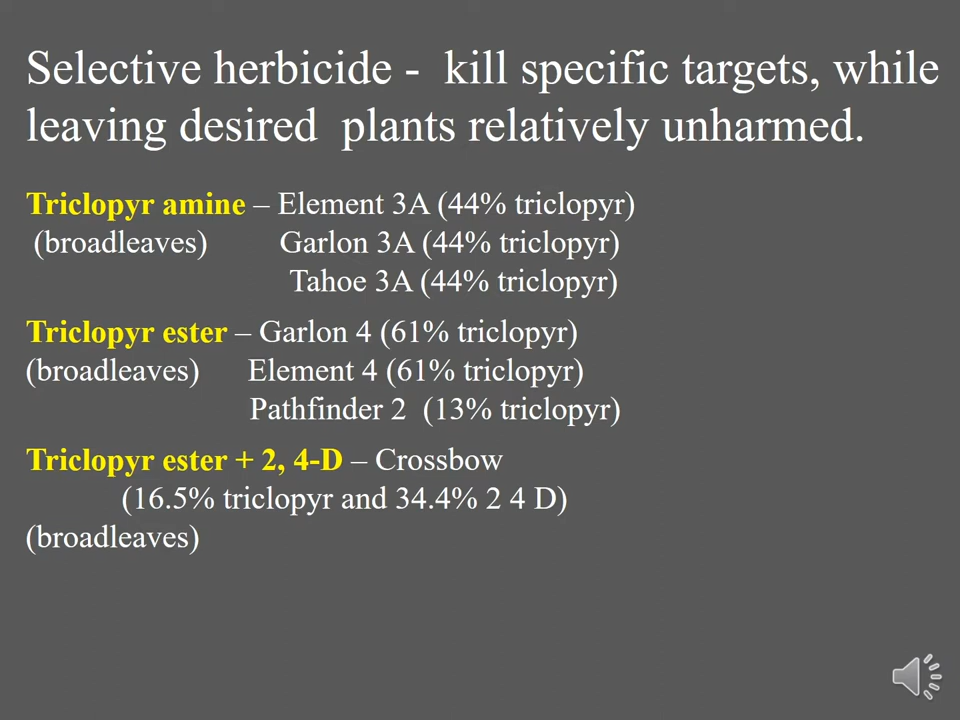 Selective herbicide -  kill specific targets, while
leaving desired  plants relatively unharmed.
Triclopyr amine – Element 3A (44% triclopyr)
(broadleaves) Garlon 3A (44% triclopyr)
Tahoe 3A (44% triclopyr)
Triclopyr ester – Garlon 4 (61% triclopyr)
(broadleaves) Element 4 (61% triclopyr)
Pathfinder 2  (13% triclopyr)
Triclopyr ester + 2, 4-D – Crossbow
(16.5% triclopyr and 34.4% 2 4 D)
(broadleaves)